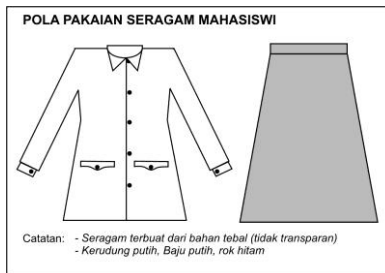 POLA PAKAIAN SERAGAM MAHASISWI
Catatan: - Seragam terbuat dari bahan tebal (tidak transparan)
- Kerudung putih, Baju putih, rok hitam